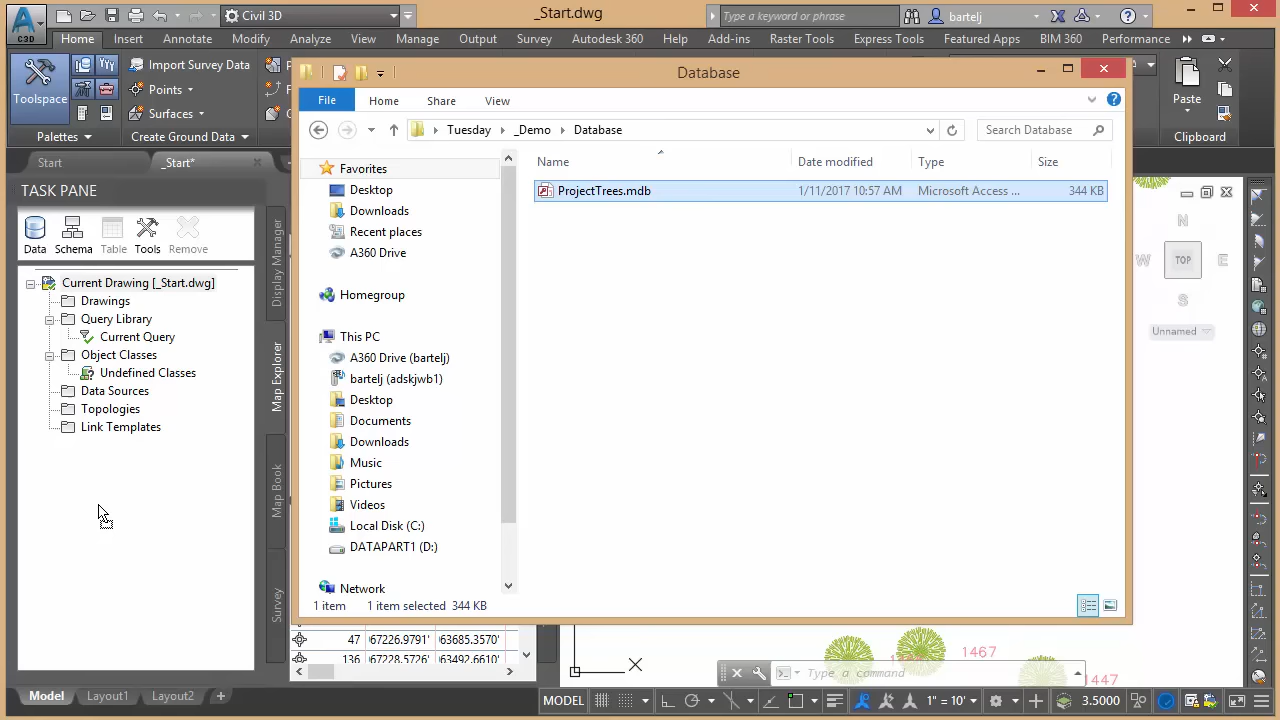 C3D
Civil 3D
_Start.dwg
Type a keyword or phrase
bartelj
Home
Insert
Annotate
Modify
Analyze
View
Manage
Output
Survey
Autodesk 360
Help
Add-ins
Raster Tools
Express Tools
Featured Apps
BIM 360
Performance
Toolspace
Import Survey Data
Points
Surfaces
Palettes
Create Ground Data
Paste
Clipboard
Start
_Start*
Database
File
Home
Share
View
Tuesday
_Demo
Database
Search Database
Name
Date modified
Type
Size
ProjectTrees.mdb
1/11/2017 10:57 AM
Microsoft Access ...
344 KB
Favorites
Desktop
Downloads
Recent places
A360 Drive
Homegroup
This PC
A360 Drive (bartelj)
bartelj (adskjwb1)
Desktop
Documents
Downloads
Music
Pictures
Videos
Local Disk (C:)
DATAPART1 (D:)
Network
1 item
1 item selected 344 KB
TASK PANE
Data
Schema
Table
Tools
Remove
Current Drawing [_Start.dwg]
Drawings
Query Library
Current Query
Object Classes
Undefined Classes
Data Sources
Topologies
Link Templates
Display Manager
Map Explorer
Map Book
Survey
N
W
TOP
E
S
Unnamed
47
67226.9791'
63685.3570'
136
67228.5726'
63492.6610'
1467
1447
Type a command
Model
Layout1
Layout2
MODEL
1" = 10'
3.5000